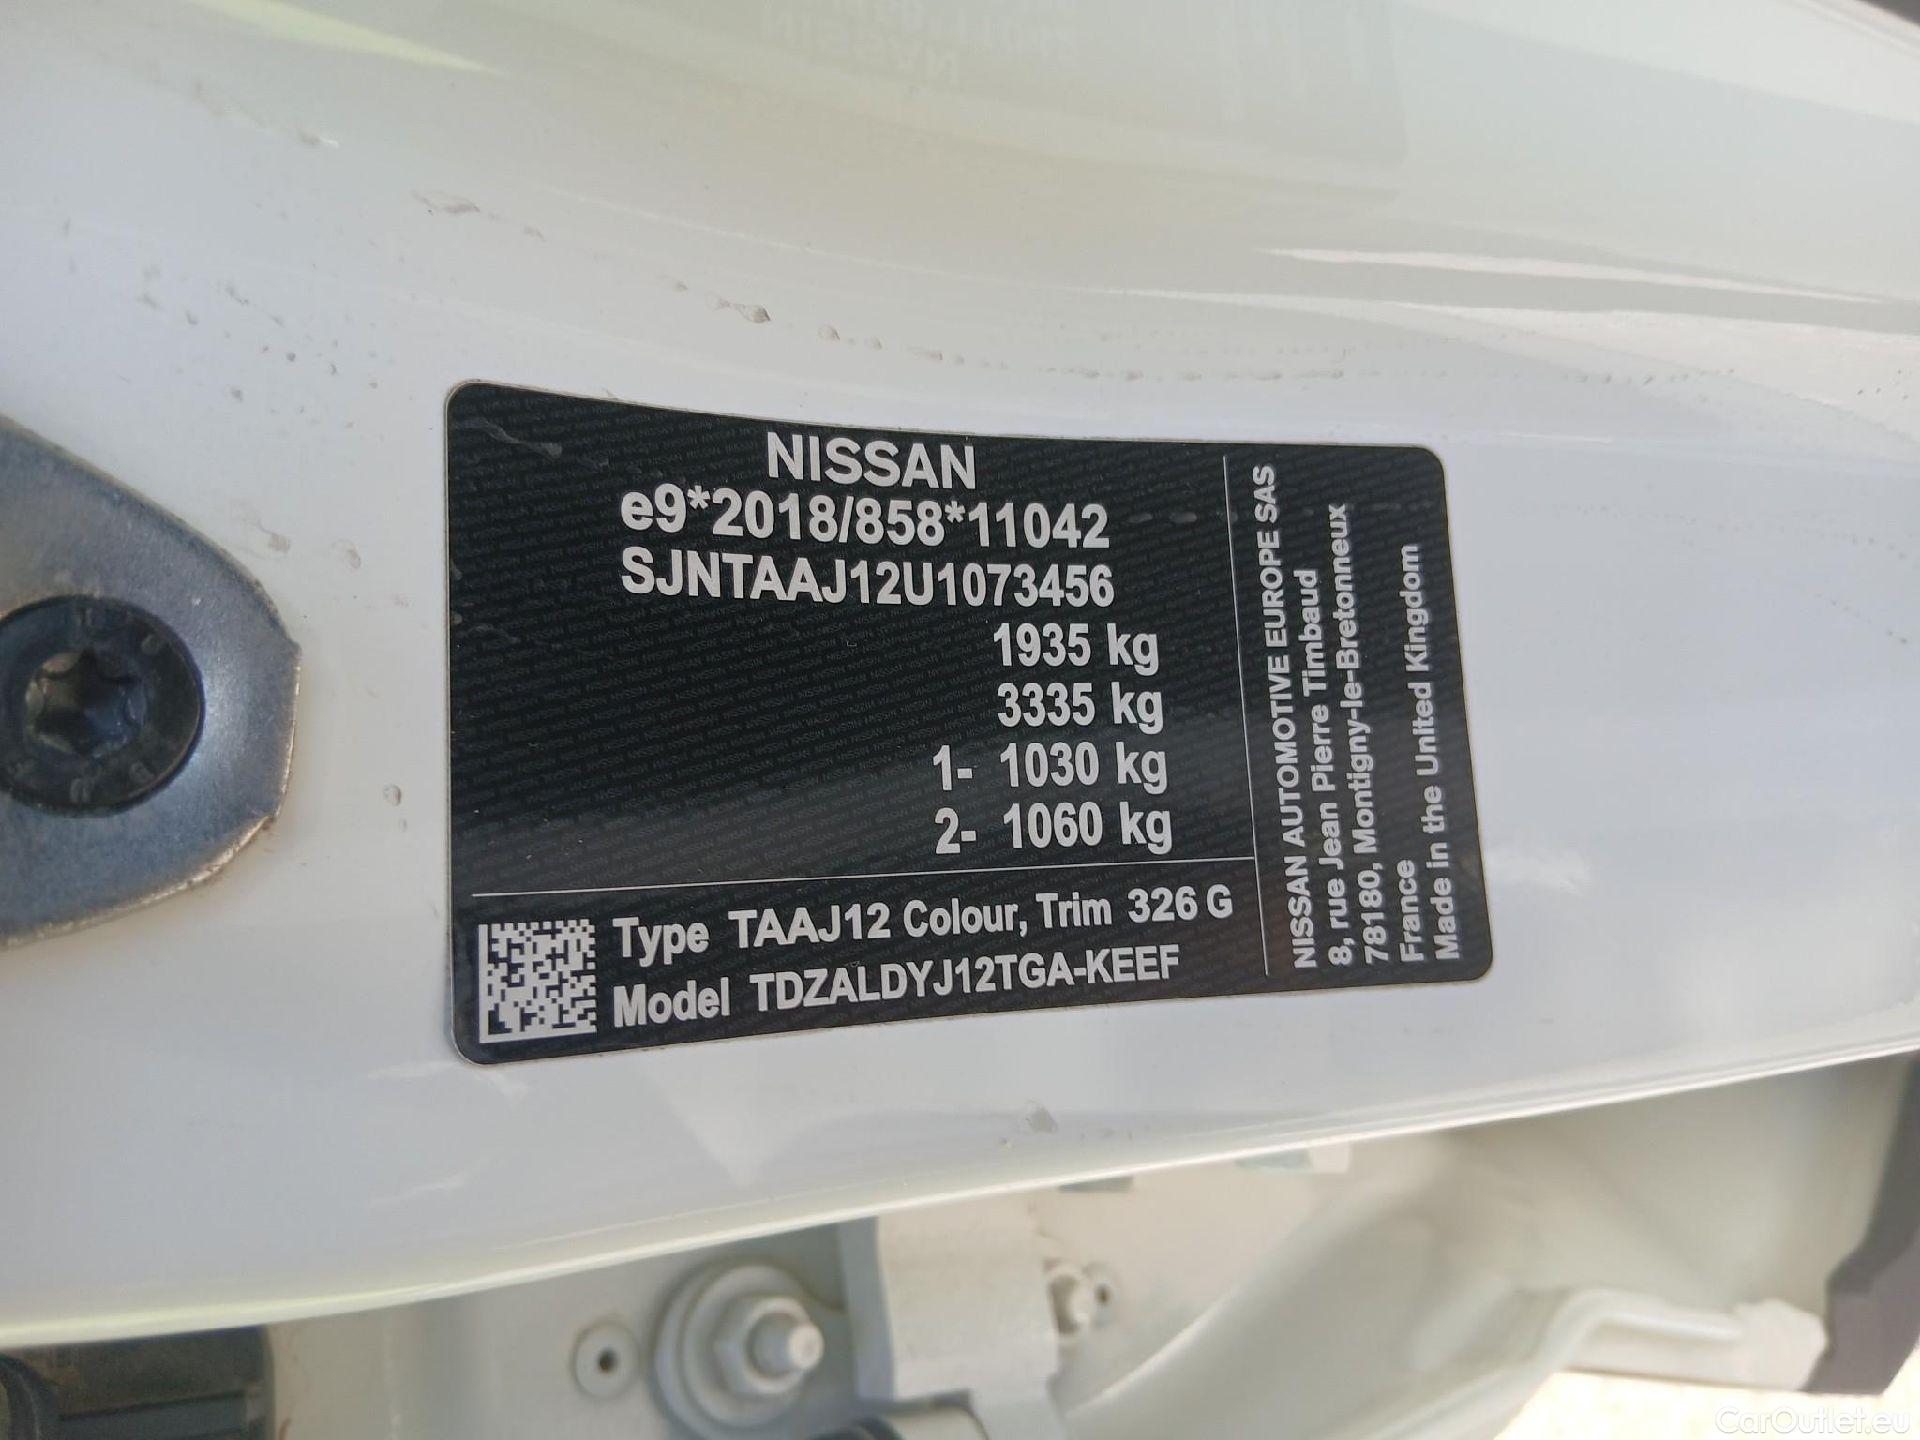 NISSAN
e9*2018/858*11042
SJNTAAJ12U1073456
1935 kg
3335 kg
1- 1030 kg
2- 1060 kg
Type TAAJ12 Colour, Trim 326 G
Model TDZALDYJ12TGA-KEEF
NISSAN AUTOMOTIVE EUROPE SAS
8, rue Jean Pierre Timbaud
78180, Montigny-le-Bretonneux
France
Made in the United Kingdom
CarOutlet.eu